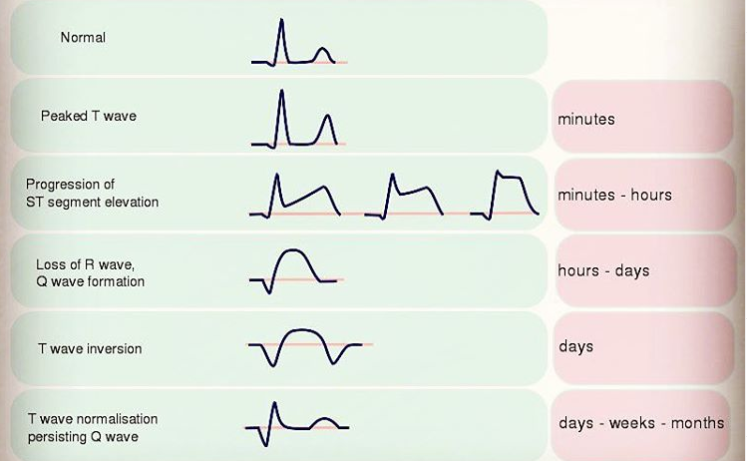 Normal
Peaked T wave
minutes
Progression of
ST segment elevation
minutes - hours
Loss of R wave,
Q wave formation
hours - days
T wave inversion
days
T wave normalisation
persisting Q wave
days - weeks - months